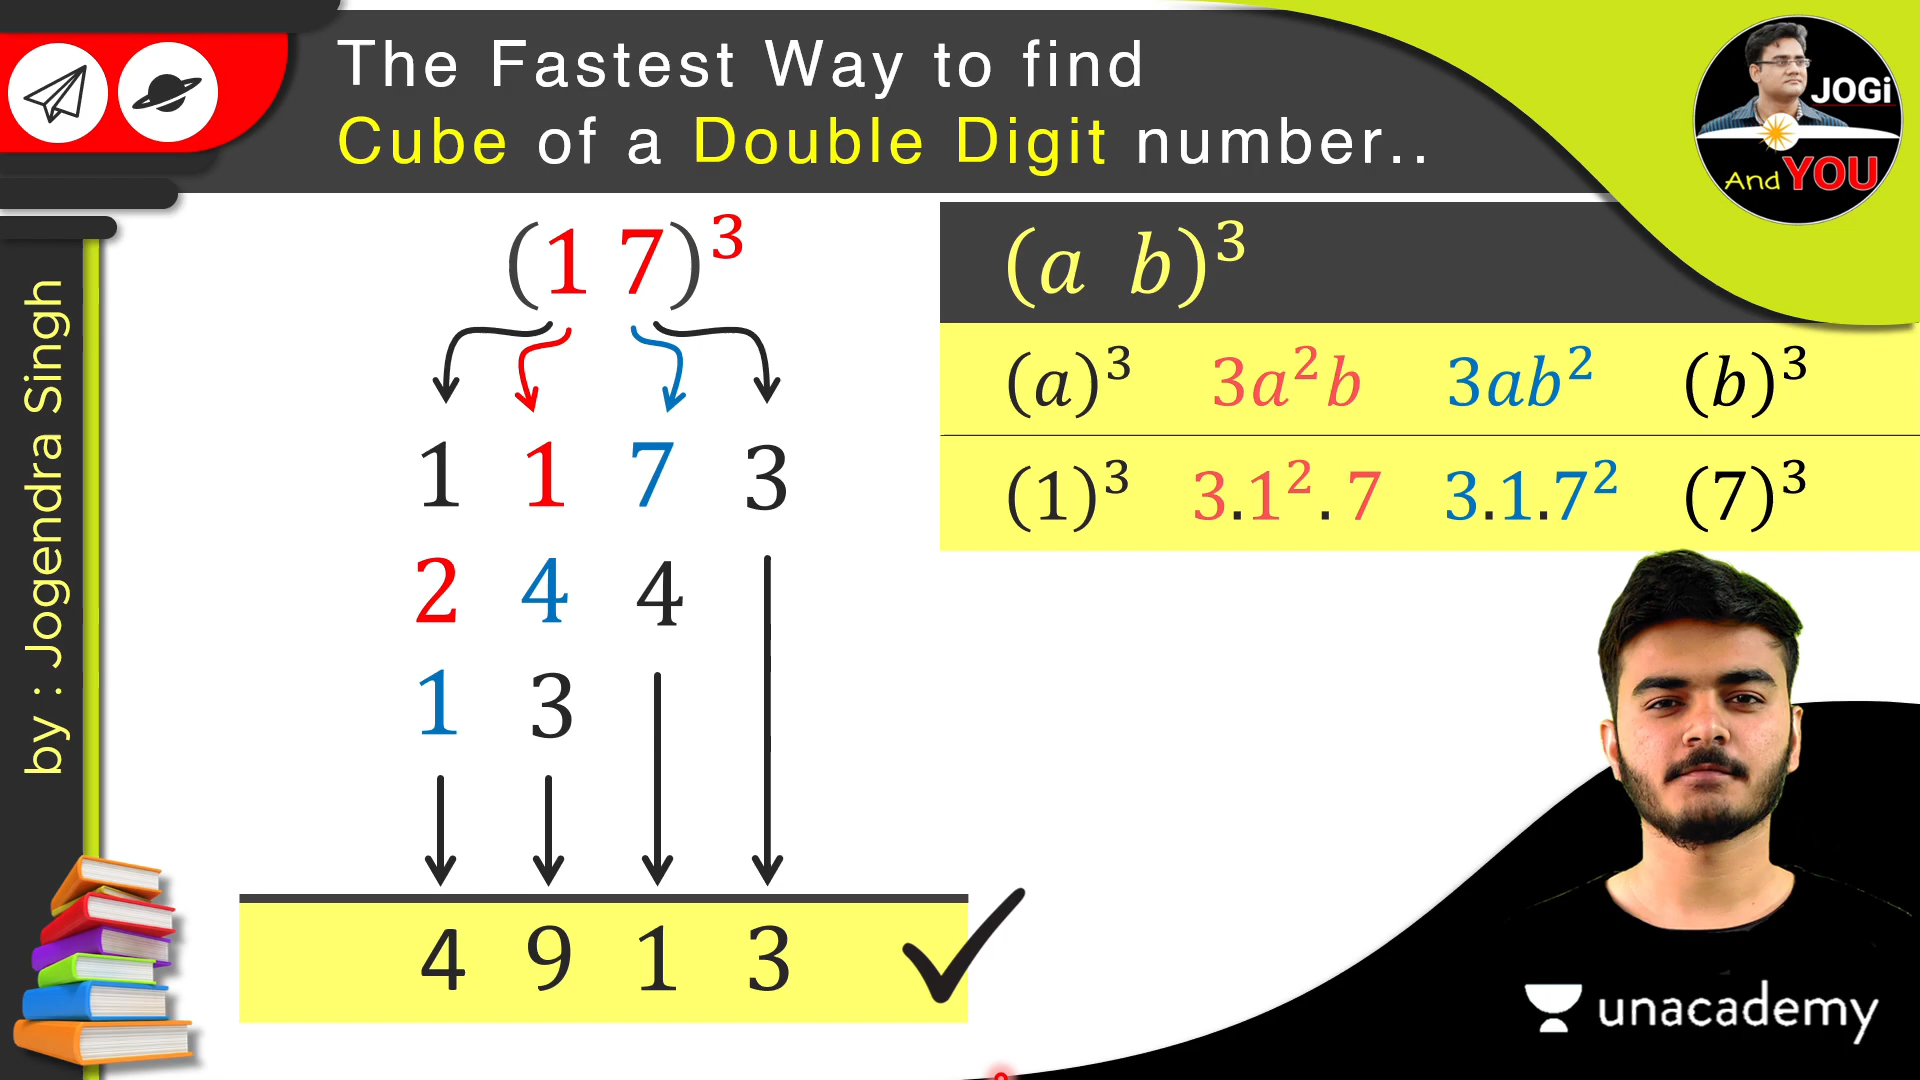 The Fastest Way to find
Cube of a Double Digit number..
JOGi
And YOU
by : Jogendra Singh
(1 7)³
1 1 7 3
2 4 4
1 3
4 9 1 3
(a b)³
(a)³ 3a²b 3ab² (b)³
(1)³ 3.1².7 3.1.7² (7)³
unacademy